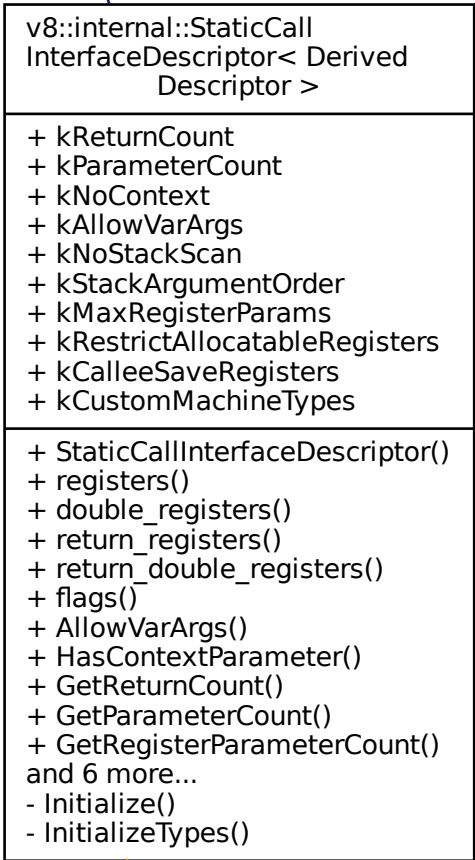 v8::internal::StaticCall
InterfaceDescriptor< Derived
Descriptor >
+ kReturnCount
+ kParameterCount
+ kNoContext
+ kAllowVarArgs
+ kNoStackScan
+ kStackArgumentOrder
+ kMaxRegisterParams
+ kRestrictAllocatableRegisters
+ kCalleeSaveRegisters
+ kCustomMachineTypes
+ StaticCallInterfaceDescriptor()
+ registers()
+ double_registers()
+ return_registers()
+ return_double_registers()
+ flags()
+ AllowVarArgs()
+ HasContextParameter()
+ GetReturnCount()
+ GetParameterCount()
+ GetRegisterParameterCount()
and 6 more...
- Initialize()
- InitializeTypes()